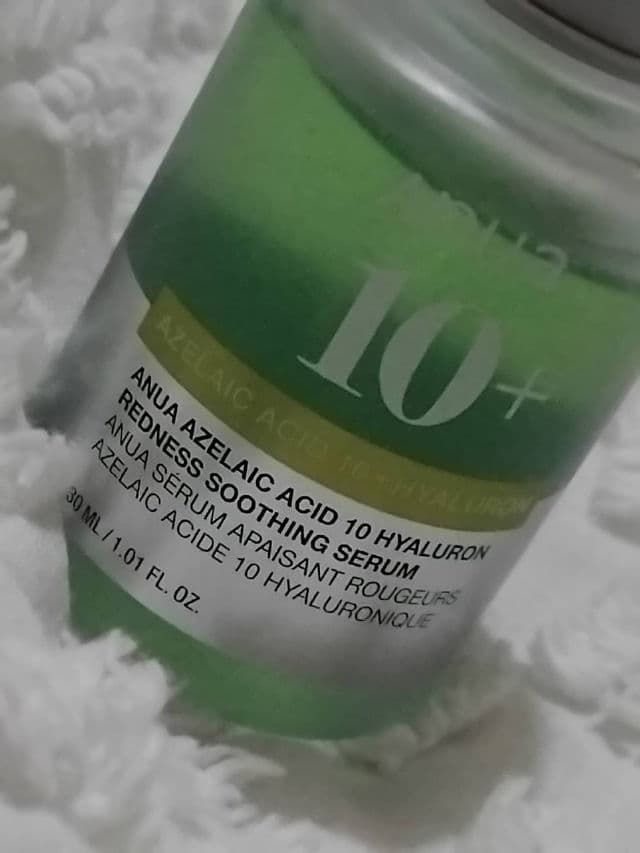 Anua
10+
AZELAIC ACID 10 + HYALURON
ANUA AZELAIC ACID 10 HYALURON
REDNESS SOOTHING SERUM
ANUA SÉRUM APAISANT ROUGEURS
AZELAIC ACIDE 10 HYALURONIQUE
30 ML / 1.01 FL. OZ.